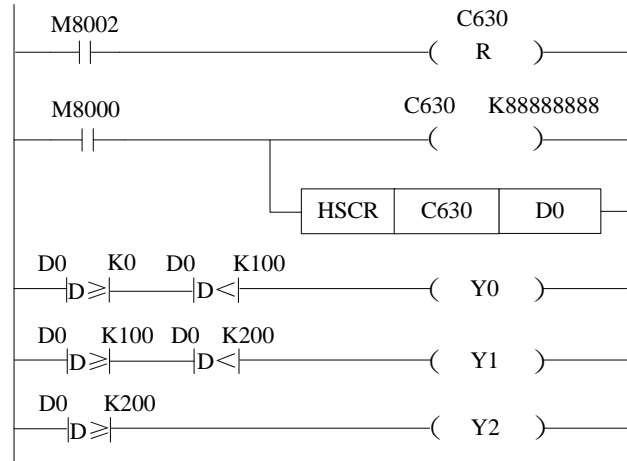 M8002 C630
R
M8000 C630 K88888888
HSCR C630 D0
D0 K0 D0 K100
D≥ D< Y0
D0 K100 D0 K200
D≥ D< Y1
D0 K200
D≥ Y2